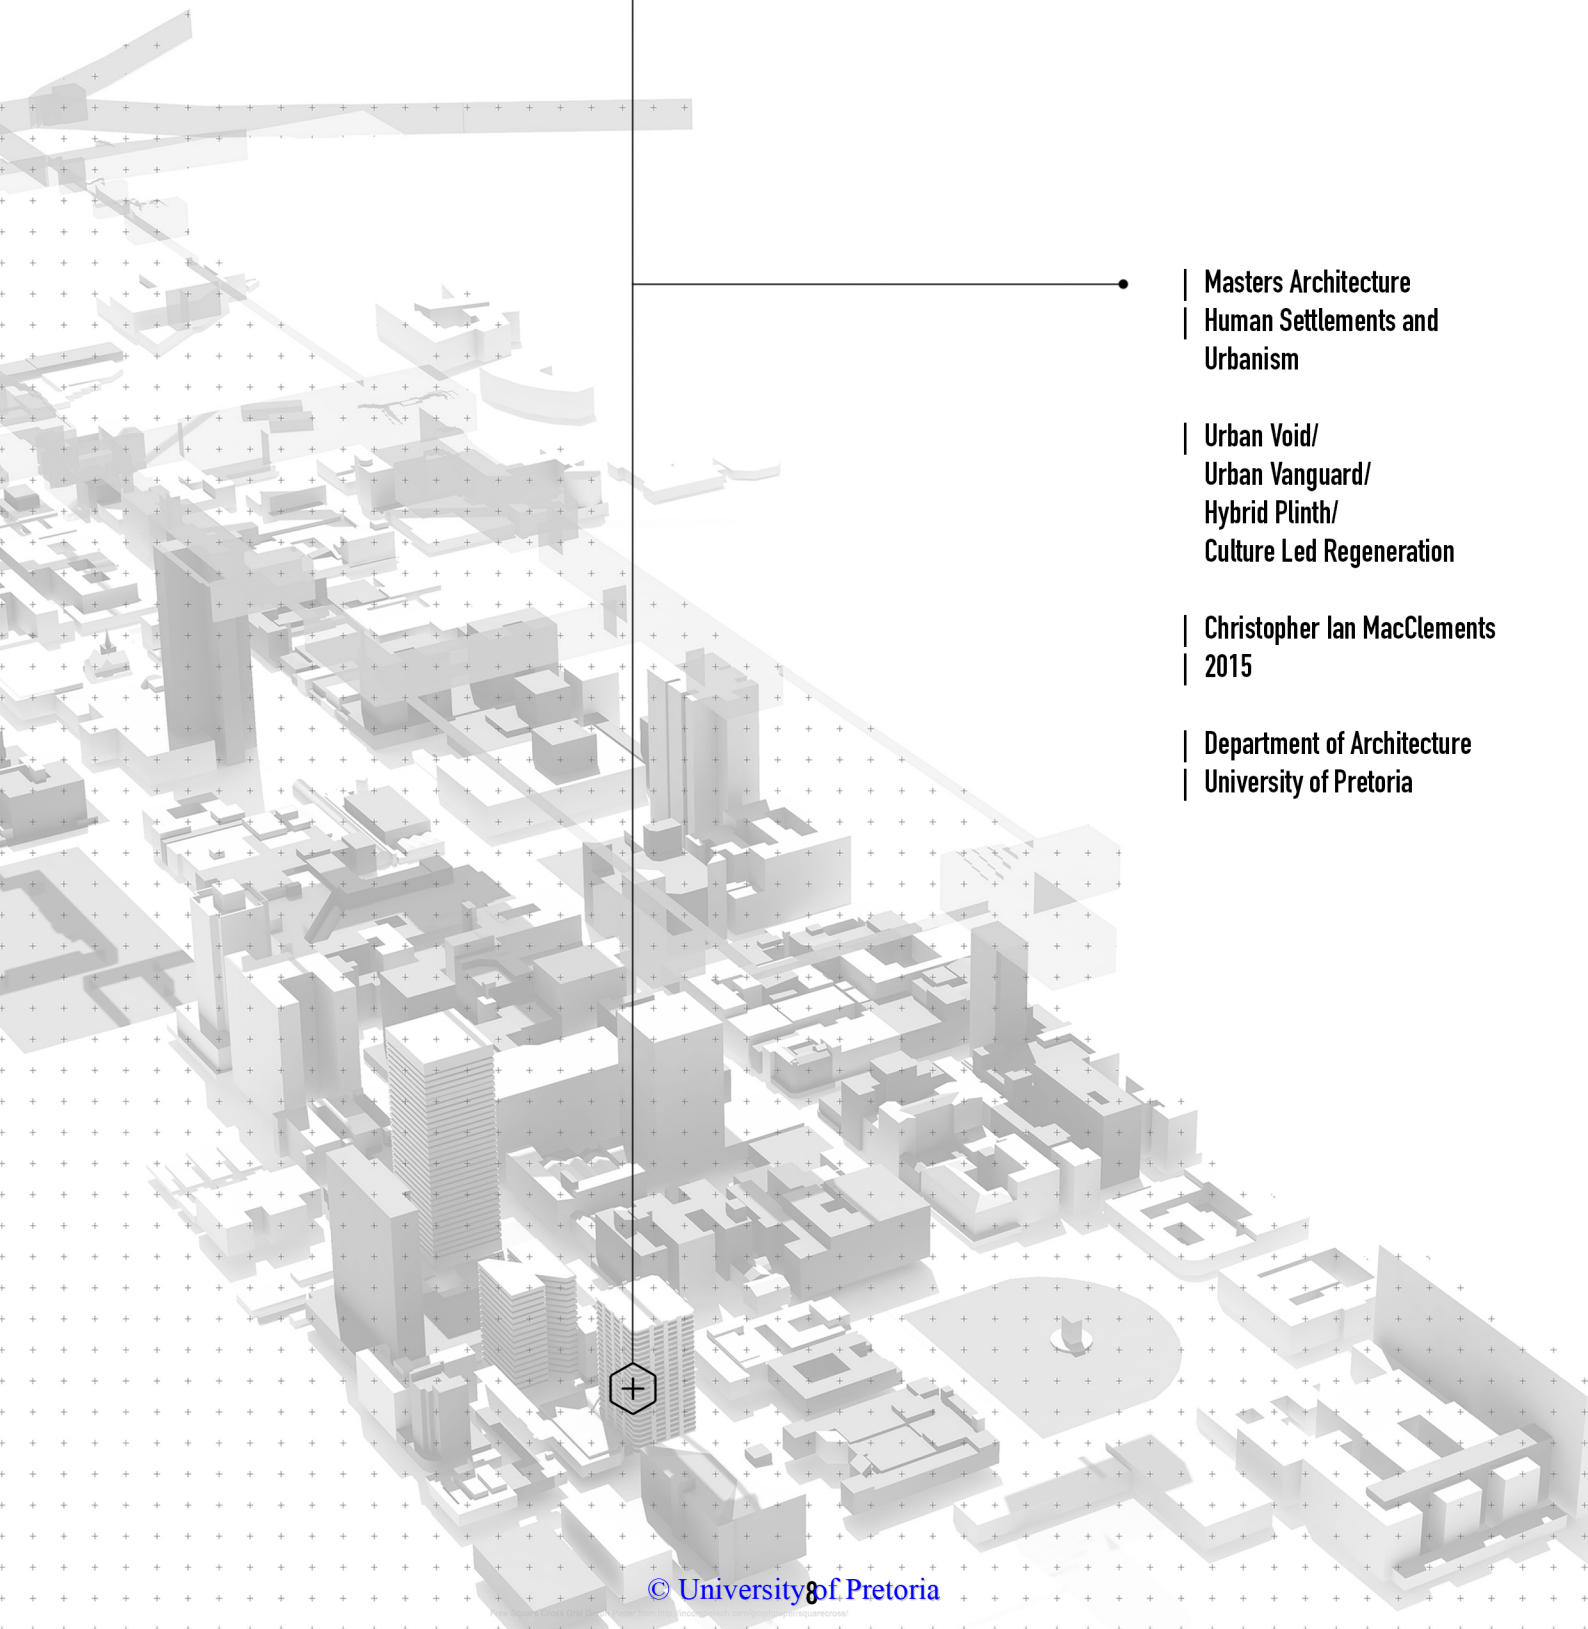 Masters Architecture
Human Settlements and
Urbanism
Urban Void/
Urban Vanguard/
Hybrid Plinth/
Culture Led Regeneration
Christopher Ian MacClements
2015
Department of Architecture
University of Pretoria
© University of Pretoria
8